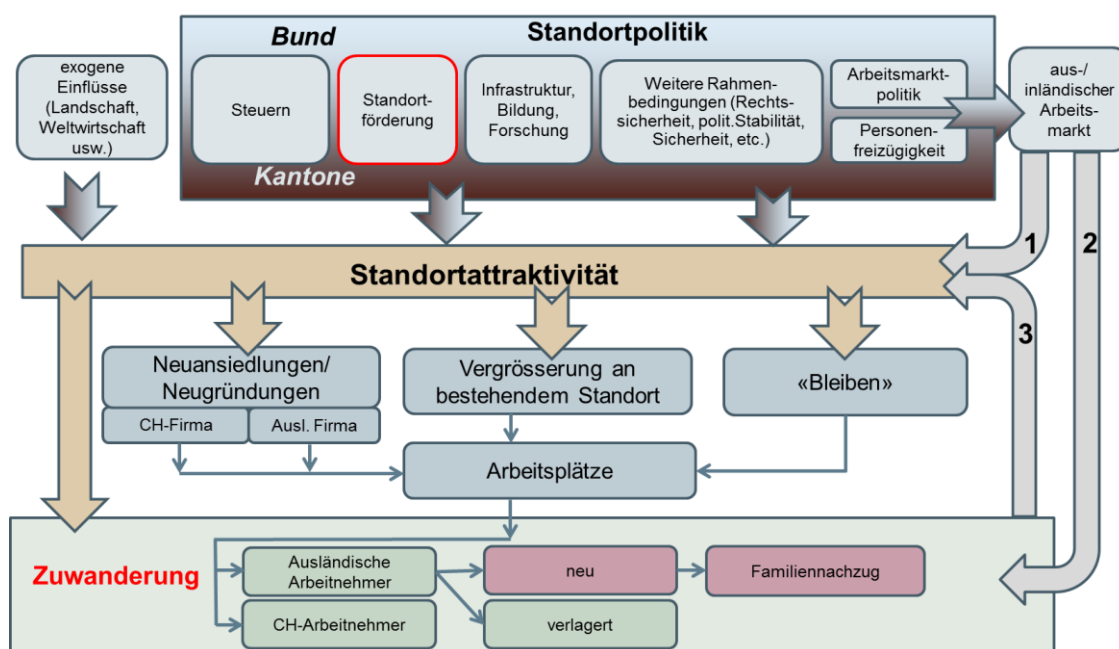 Bund
Standortpolitik
exogene
Einflüsse
(Landschaft,
Weltwirtschaft
usw.)
Steuern
Standort-
förderung
Infrastruktur,
Bildung,
Forschung
Weitere Rahmen-
bedingungen (Rechts-
sicherheit, polit.Stabilität,
Sicherheit, etc.)
Arbeitsmarkt-
politik
Personen-
freizügigkeit
aus-/
inländischer
Arbeits-
markt
Kantone
1
2
Standortattraktivität
3
Neuansiedlungen/
Neugründungen
CH-Firma
Ausl. Firma
Vergrösserung an
bestehendem Standort
«Bleiben»
Arbeitsplätze
Zuwanderung
Ausländische
Arbeitnehmer
neu
Familiennachzug
CH-Arbeitnehmer
verlagert